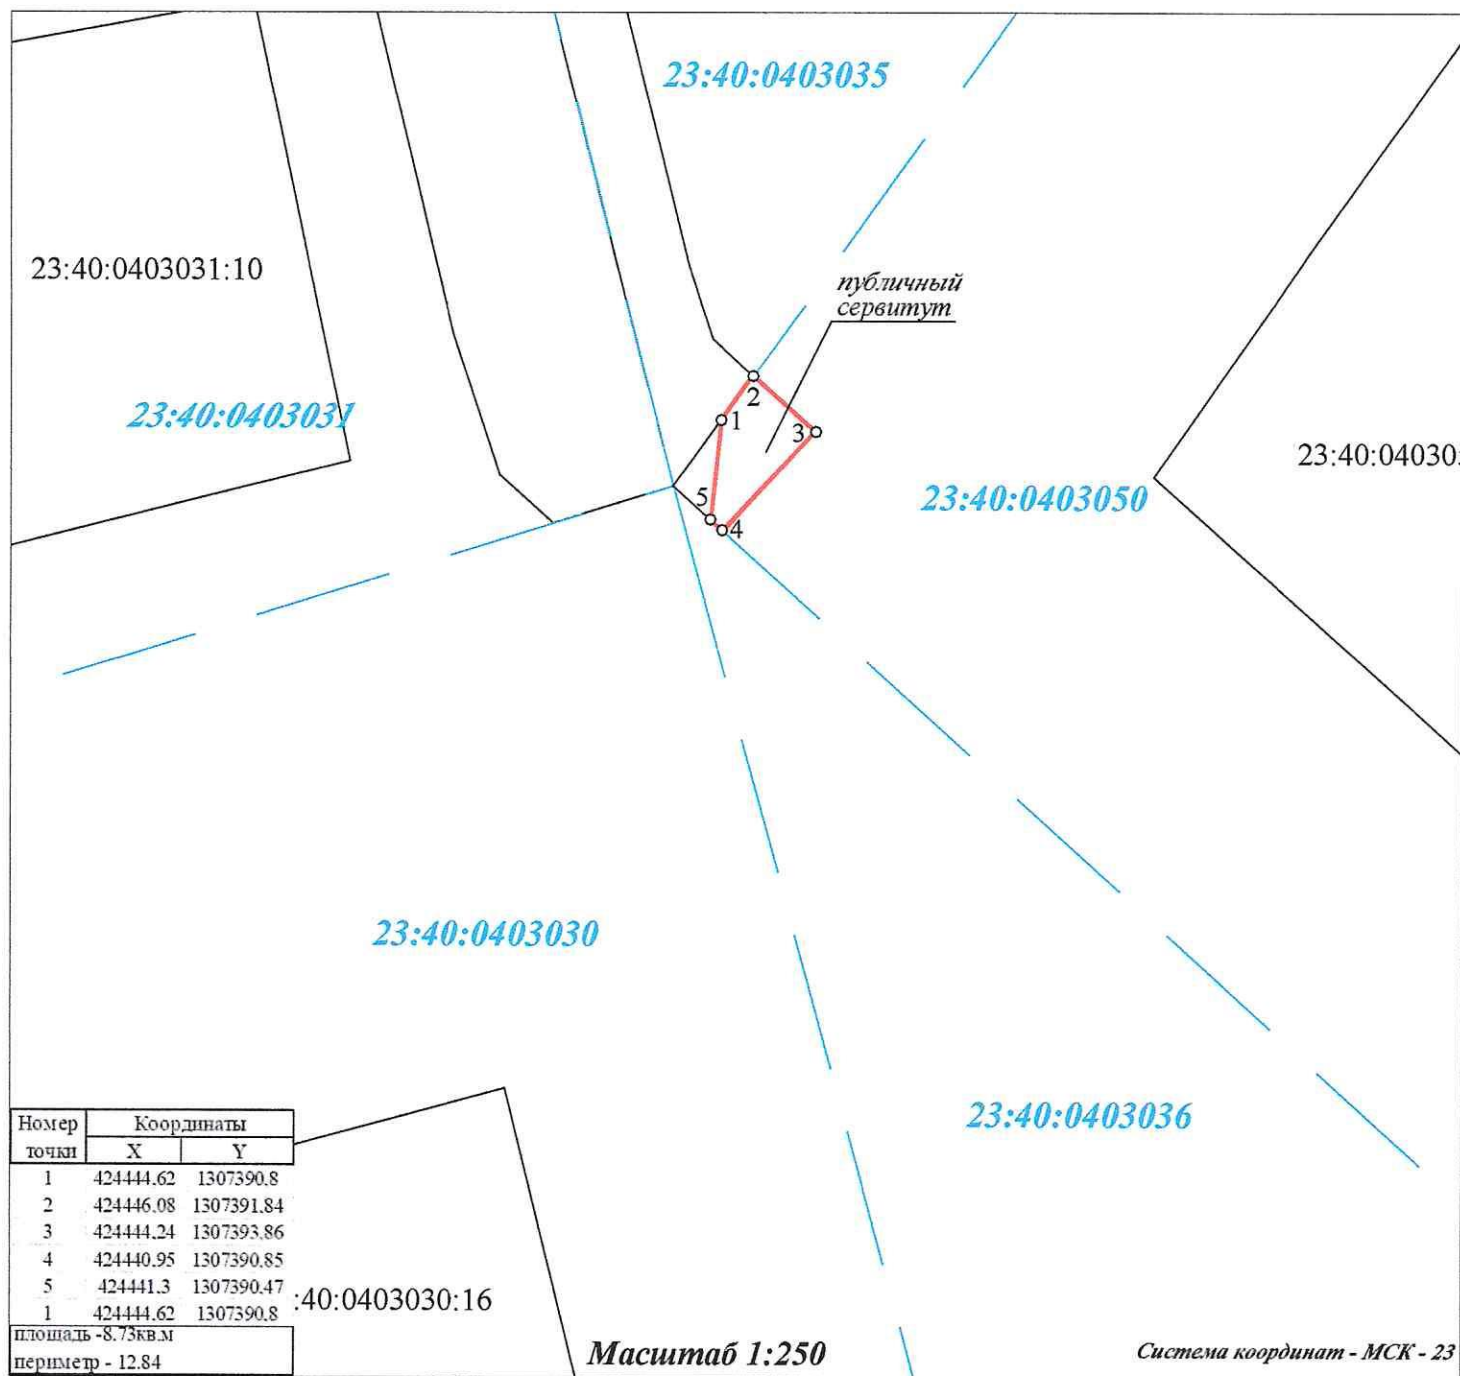 23:40:0403035
23:40:0403031:10
публичный
сервитут
23:40:0403031
2
1
3
5
4
23:40:04030
23:40:0403050
23:40:0403030
23:40:0403036
Номер точки Координаты
X Y
1 424444.62 1307390.8
2 424446.08 1307391.84
3 424444.24 1307393.86
4 424440.95 1307390.85
5 424441.3 1307390.47
1 424444.62 1307390.8
площадь -8.73кв.м
периметр - 12.84
:40:0403030:16
Масштаб 1:250
Система координат - МСК - 23